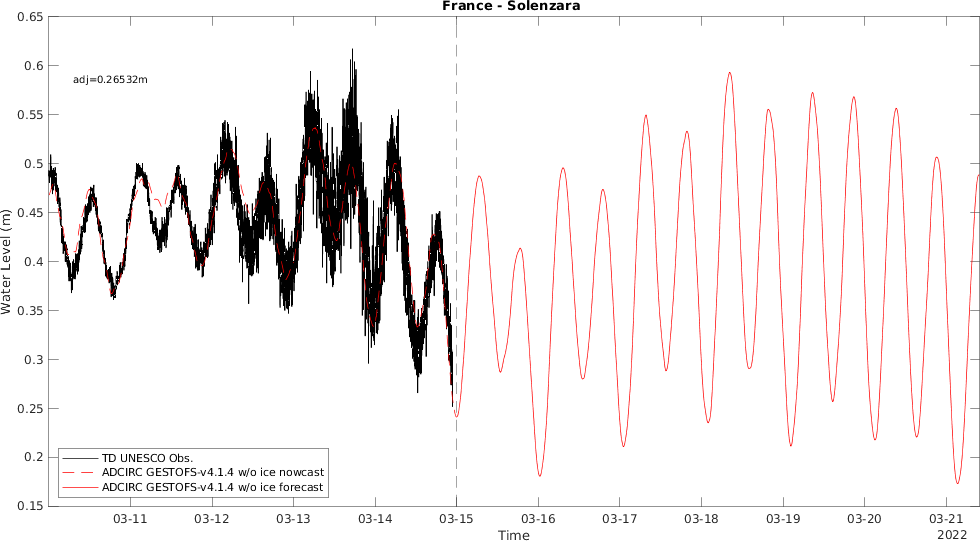 France - Solenzara
0.65
0.6
0.55
0.5
0.45
0.4
0.35
0.3
0.25
0.2
0.15
Water Level (m)
adj=0.26532m
TD UNESCO Obs.
ADCIRC GESTOFS-v4.1.4 w/o ice nowcast
ADCIRC GESTOFS-v4.1.4 w/o ice forecast
03-11 03-12 03-13 03-14 03-15 03-16 03-17 03-18 03-19 03-20 03-21
Time
2022